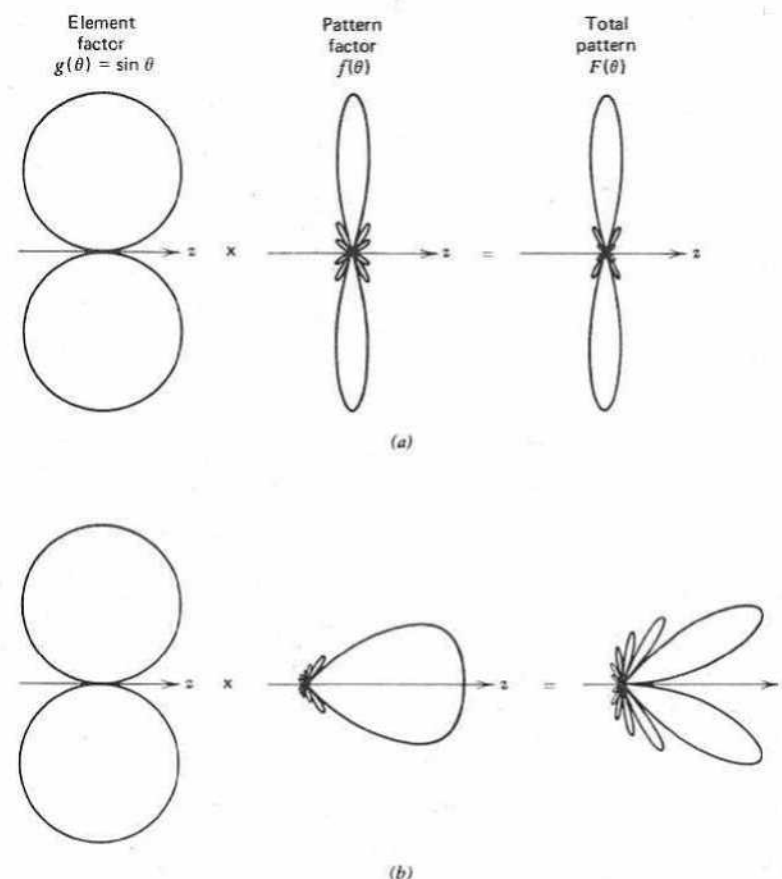 Element
factor
g(θ) = sin θ
Pattern
factor
f(θ)
Total
pattern
F(θ)
z x z = z
(a)
z x z =
(b)